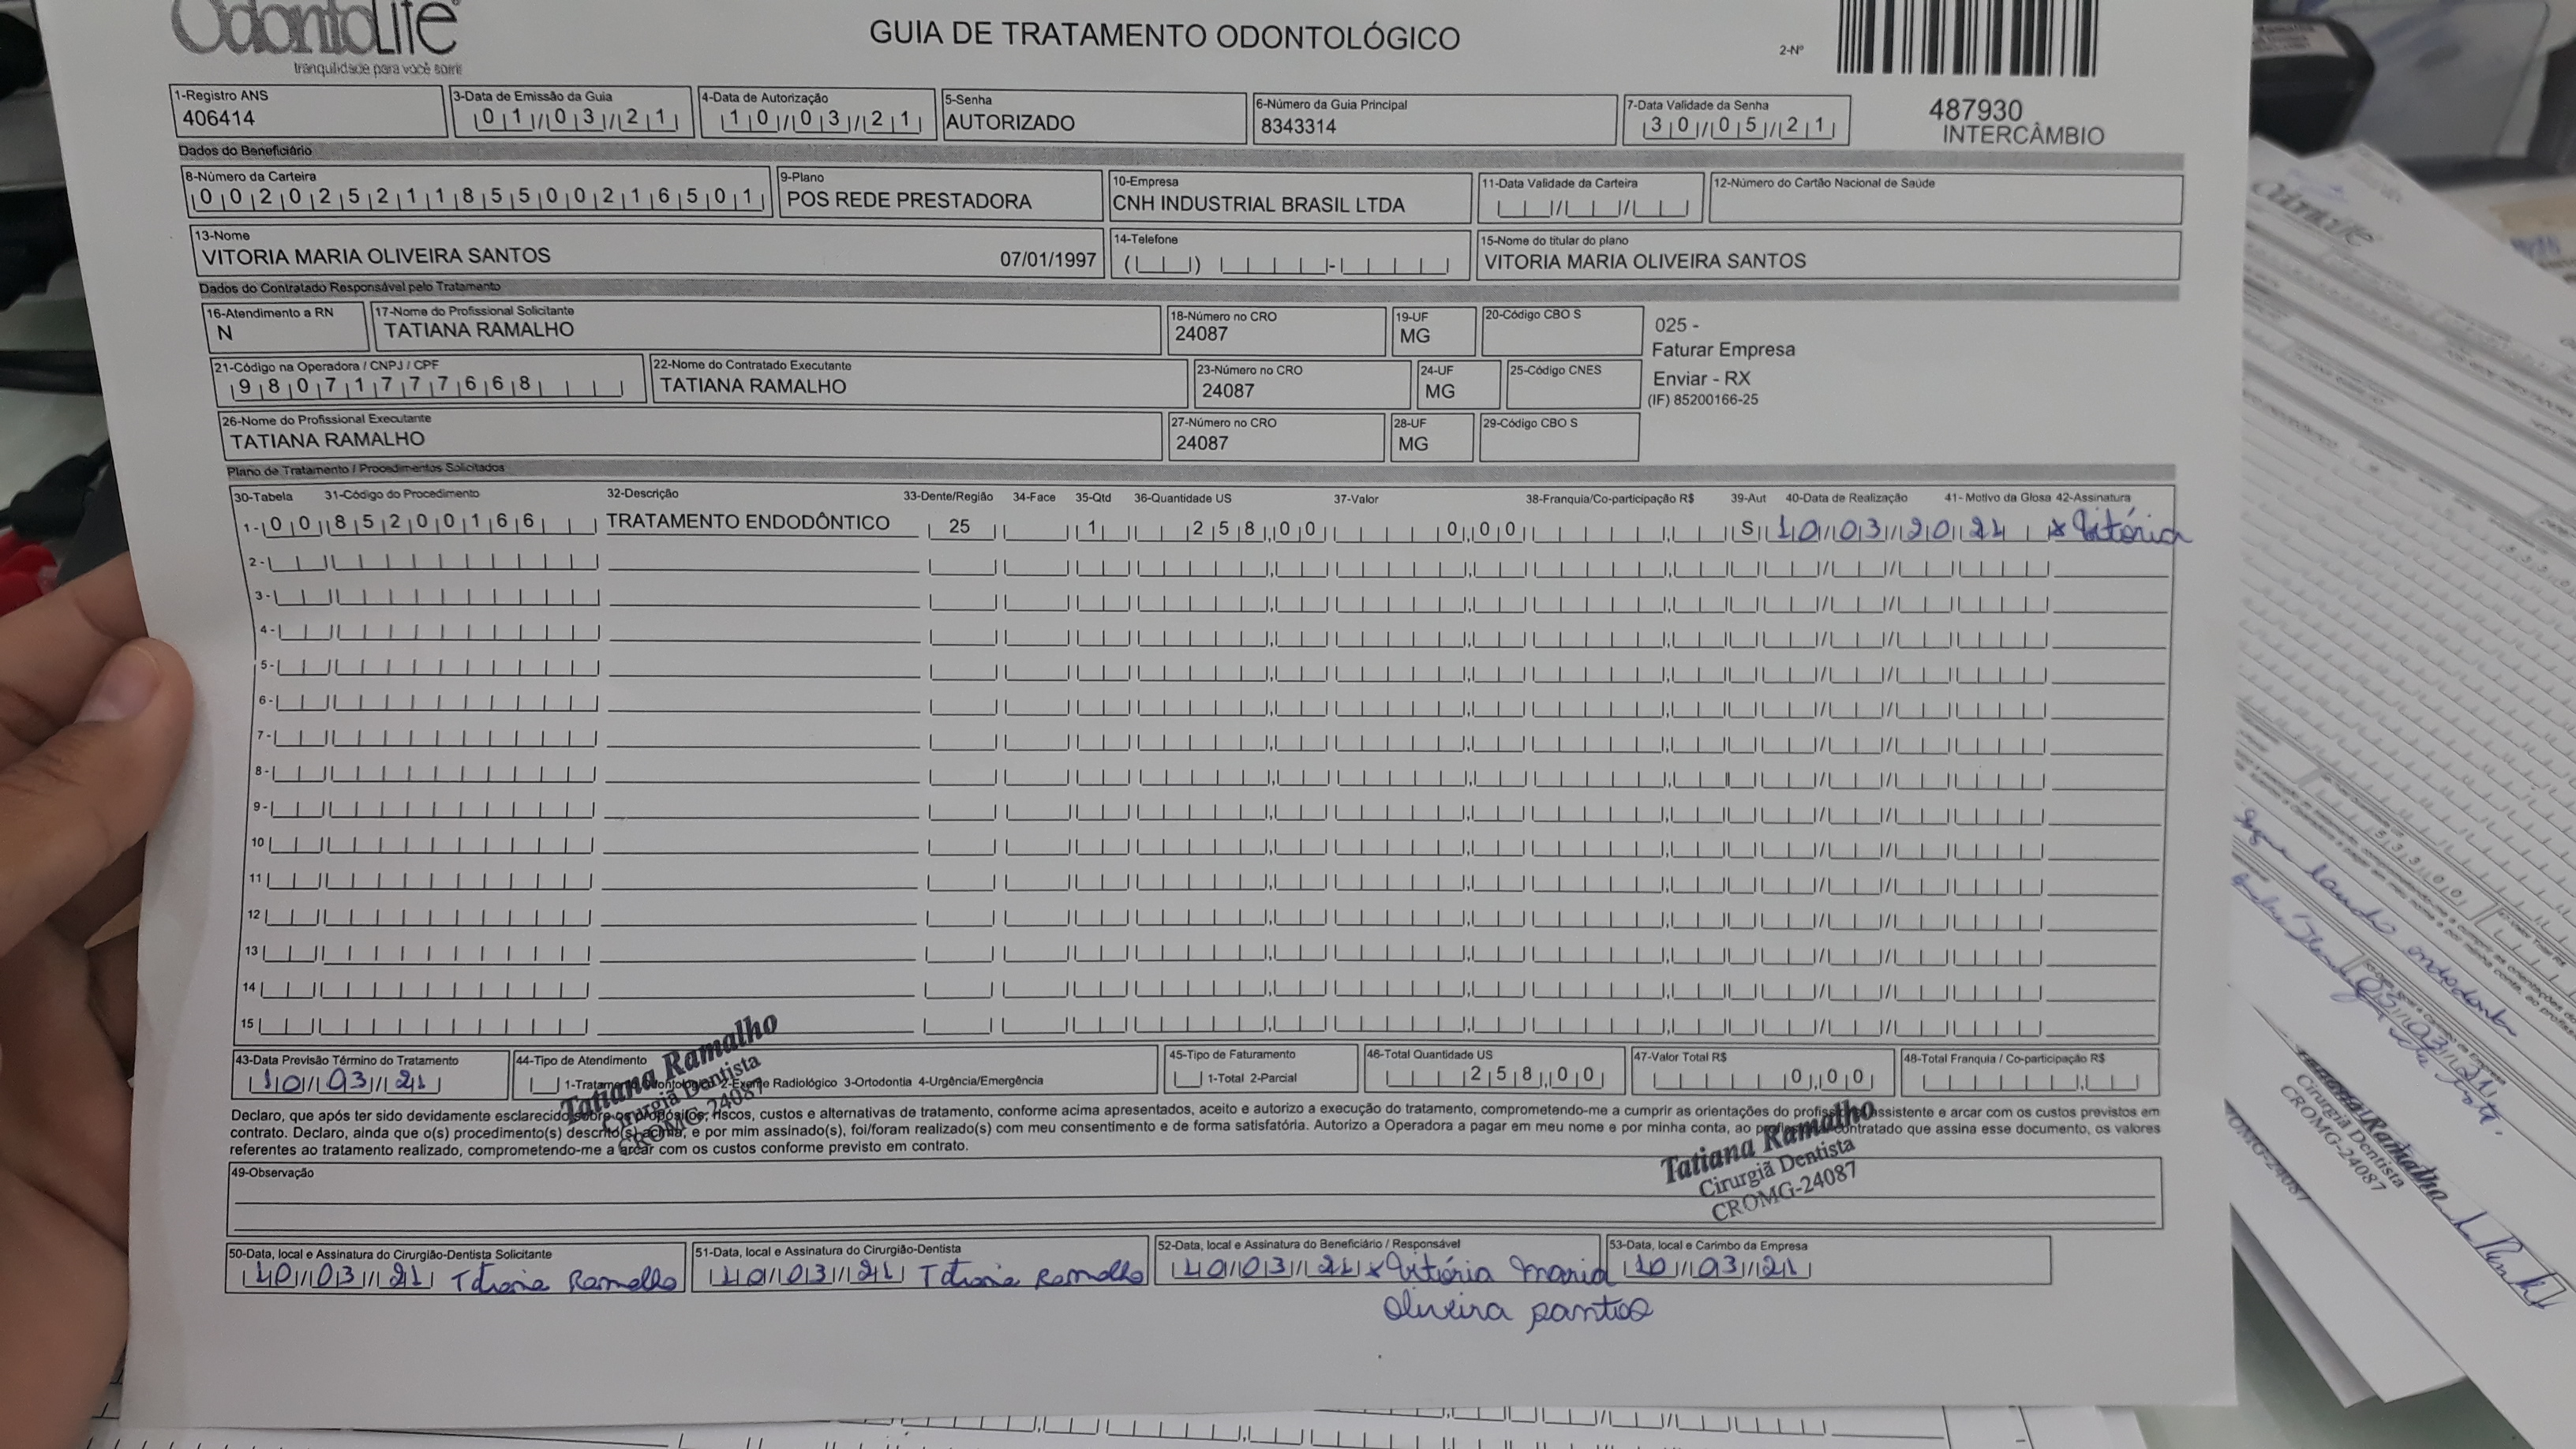 OdontoLife
tranquilidade para você sorrir
GUIA DE TRATAMENTO ODONTOLÓGICO
2-Nº
487930
INTERCÂMBIO
1-Registro ANS
406414
3-Data de Emissão da Guia
01/03/21
4-Data de Autorização
10/03/21
5-Senha
AUTORIZADO
6-Número da Guia Principal
8343314
7-Data Validade da Senha
30/05/21
Dados do Beneficiário
8-Número da Carteira
00202521185500216501
9-Plano
POS REDE PRESTADORA
10-Empresa
CNH INDUSTRIAL BRASIL LTDA
11-Data Validade da Carteira
12-Número do Cartão Nacional de Saúde
13-Nome
VITORIA MARIA OLIVEIRA SANTOS 07/01/1997
14-Telefone
15-Nome do titular do plano
VITORIA MARIA OLIVEIRA SANTOS
Dados do Contratado Responsável pelo Tratamento
16-Atendimento a RN
N
17-Nome do Profissional Solicitante
TATIANA RAMALHO
18-Número no CRO
24087
19-UF
MG
20-Código CBO S
025 -
Faturar Empresa
Enviar - RX
(IF) 85200166-25
21-Código na Operadora / CNPJ / CPF
98071777668
22-Nome do Contratado Executante
TATIANA RAMALHO
23-Número no CRO
24087
24-UF
MG
25-Código CNES
26-Nome do Profissional Executante
TATIANA RAMALHO
27-Número no CRO
24087
28-UF
MG
29-Código CBO S
Plano de Tratamento / Procedimentos Solicitados
30-Tabela 31-Código do Procedimento 32-Descrição 33-Dente/Região 34-Face 35-Qtd 36-Quantidade US 37-Valor 38-Franquia/Co-participação R$ 39-Aut 40-Data de Realização 41- Motivo da Glosa 42-Assinatura
1- 00 85200166 TRATAMENTO ENDODÔNTICO 25 1 258,00 0,00 S 10/03/2021 x Vitória
2-
3-
4-
5-
6-
7-
8-
9-
10
11
12
13
14
15
43-Data Previsão Término do Tratamento
10/03/21
44-Tipo de Atendimento
1-Tratamento Odontológico 2-Exame Radiológico 3-Ortodontia 4-Urgência/Emergência
45-Tipo de Faturamento
1-Total 2-Parcial
46-Total Quantidade US
258,00
47-Valor Total R$
0,00
48-Total Franquia / Co-participação R$
Tatiana Ramalho
Cirurgiã Dentista
CROMG-24087
Declaro, que após ter sido devidamente esclarecido sobre os propósitos, riscos, custos e alternativas de tratamento, conforme acima apresentados, aceito e autorizo a execução do tratamento, comprometendo-me a cumprir as orientações do profissional assistente e arcar com os custos previstos em
contrato. Declaro, ainda que o(s) procedimento(s) descrito(s) acima, e por mim assinado(s), foi/foram realizado(s) com meu consentimento e de forma satisfatória. Autorizo a Operadora a pagar em meu nome e por minha conta, ao profissional contratado que assina esse documento, os valores
referentes ao tratamento realizado, comprometendo-me a arcar com os custos conforme previsto em contrato.
Tatiana Ramalho
Cirurgiã Dentista
CROMG-24087
49-Observação
50-Data, local e Assinatura do Cirurgião-Dentista Solicitante
10/03/21 Tatiana Ramalho
51-Data, local e Assinatura do Cirurgião-Dentista
10/03/21 Tatiana Ramalho
52-Data, local e Assinatura do Beneficiário / Responsável
10/03/21 x Vitória Maria
Oliveira Santos
53-Data, local e Carimbo da Empresa
10/03/21
Tatiana Ramalho
Cirurgiã Dentista
CROMG-24087